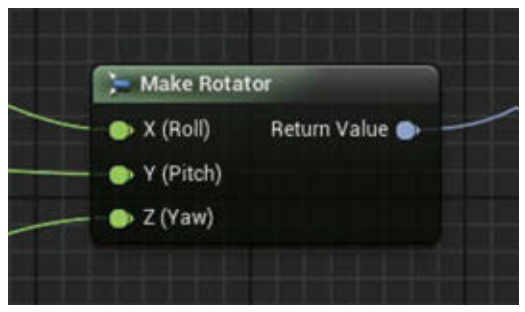 Make Rotator
X (Roll) Return Value
Y (Pitch)
Z (Yaw)